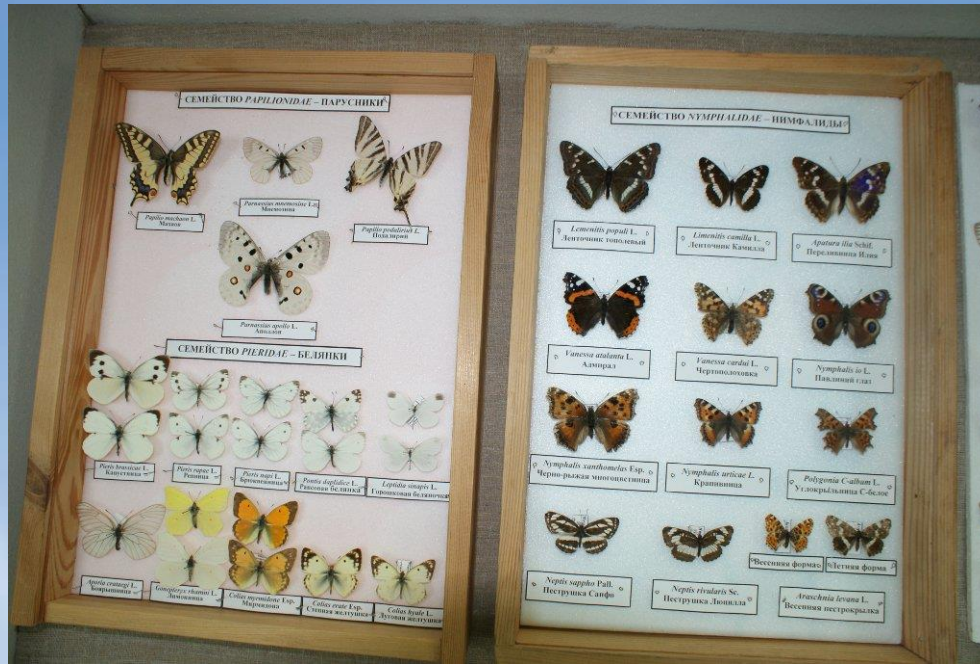 СЕМЕЙСТВО PAPILIONIDAE – ПАРУСНИКИ
Papilio machaon L.
Махаон
Parnassius mnemosine L.
Мнемозина
Papilio podalirius L.
Подалирий
Parnassius apollo L.
Аполлон
СЕМЕЙСТВО PIERIDAE – БЕЛЯНКИ
Pieris brassicae L.
Капустница
Pieris rapae L.
Репница
Pieris napi L.
Брюквенница
Pontia daplidice L.
Рапсовая белянка
Leptidia sinapis L.
Горошковая беляночка
Aporia crataegi L.
Боярышница
Gonepteryx rhamni L.
Лимонница
Colias myrmidone Esp.
Мирмидона
Colias erate Esp.
Степная желтушка
Colias hyale L.
Луговая желтушка
СЕМЕЙСТВО NYMPHALIDAE – НИМФАЛИДЫ
Lemenitis populi L.
Ленточник тополевый
Limenitis camilla L.
Ленточник Камилла
Apatura ilia Schif.
Переливница Илия
Vanessa atalanta L.
Адмирал
Vanessa cardui L.
Чертополоховка
Nymphalis io L.
Павлиний глаз
Nymphalis xanthomelas Esp.
Черно-рыжая многоцветница
Nymphalis urticae L.
Крапивница
Polygonia C-album L.
Углокрыльница С-белое
Neptis sappho Pall.
Пеструшка Сапфо
Neptis rivularis Sc.
Пеструшка Люцилла
Весенняя форма
Летняя форма
Araschnia levana L.
Весенняя пестрокрылка